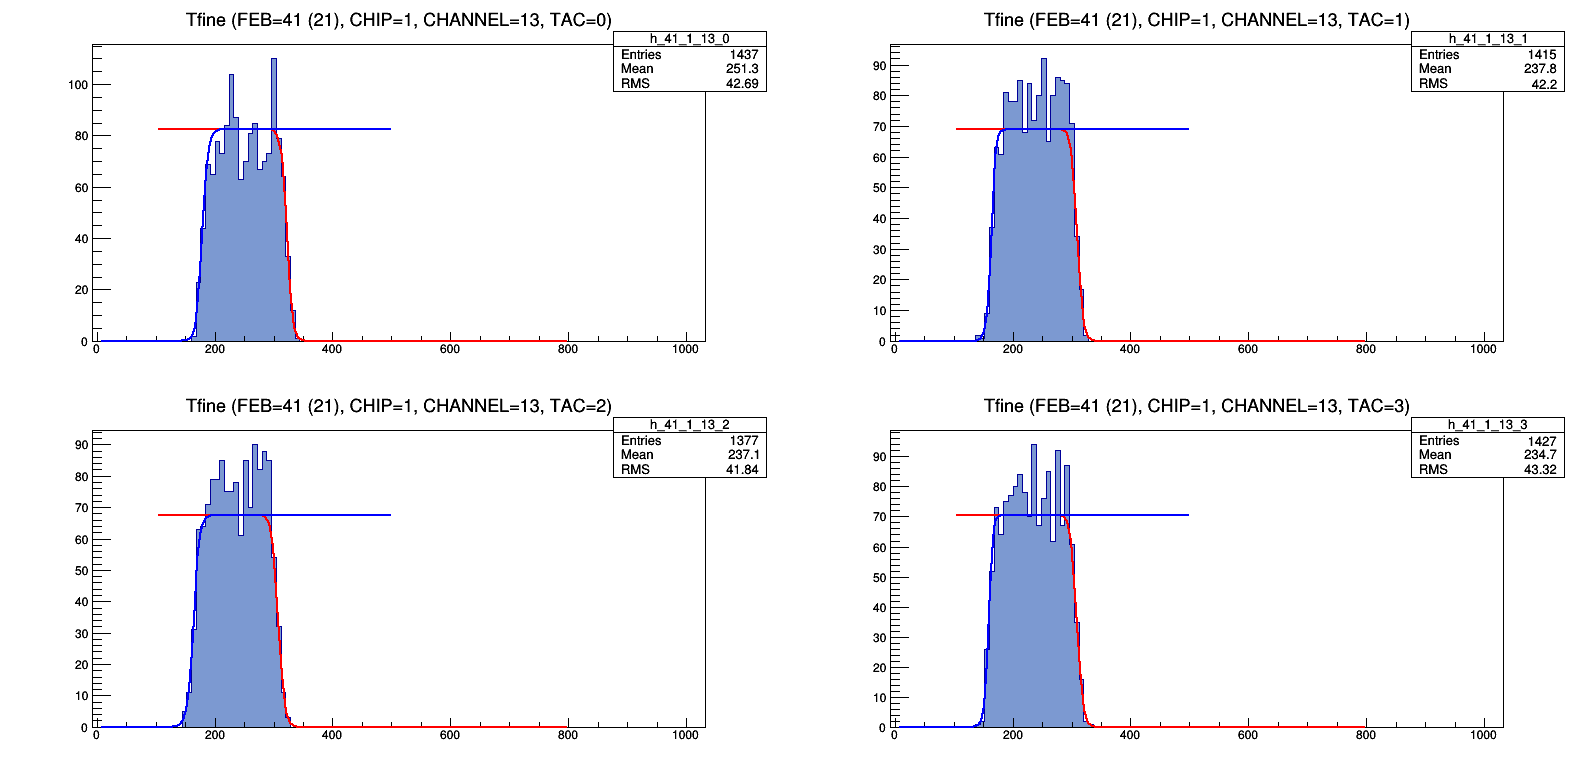 Tfine (FEB=41 (21), CHIP=1, CHANNEL=13, TAC=0)
h_41_1_13_0
Entries 1437
Mean 251.3
RMS 42.69
100
80
60
40
20
0
0 200 400 600 800 1000
Tfine (FEB=41 (21), CHIP=1, CHANNEL=13, TAC=1)
h_41_1_13_1
Entries 1415
Mean 237.8
RMS 42.2
90
80
70
60
50
40
30
20
10
0
0 200 400 600 800 1000
Tfine (FEB=41 (21), CHIP=1, CHANNEL=13, TAC=2)
h_41_1_13_2
Entries 1377
Mean 237.1
RMS 41.84
90
80
70
60
50
40
30
20
10
0
0 200 400 600 800 1000
Tfine (FEB=41 (21), CHIP=1, CHANNEL=13, TAC=3)
h_41_1_13_3
Entries 1427
Mean 234.7
RMS 43.32
90
80
70
60
50
40
30
20
10
0
0 200 400 600 800 1000